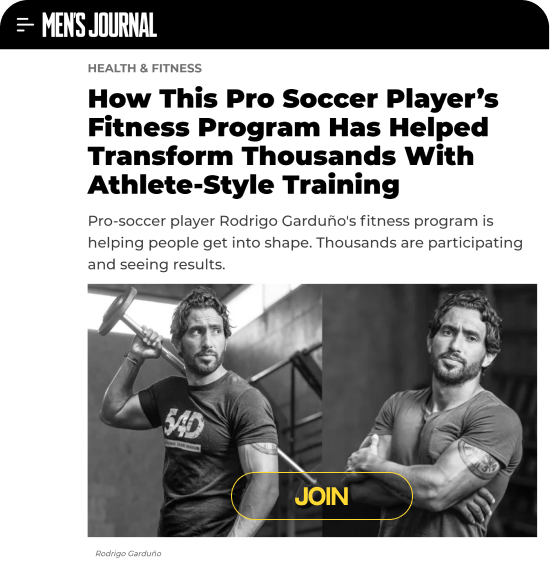 MEN'S JOURNAL
HEALTH & FITNESS
How This Pro Soccer Player’s
Fitness Program Has Helped
Transform Thousands With
Athlete-Style Training
Pro-soccer player Rodrigo Garduño's fitness program is
helping people get into shape. Thousands are participating
and seeing results.
54D
JOIN
Rodrigo Garduño